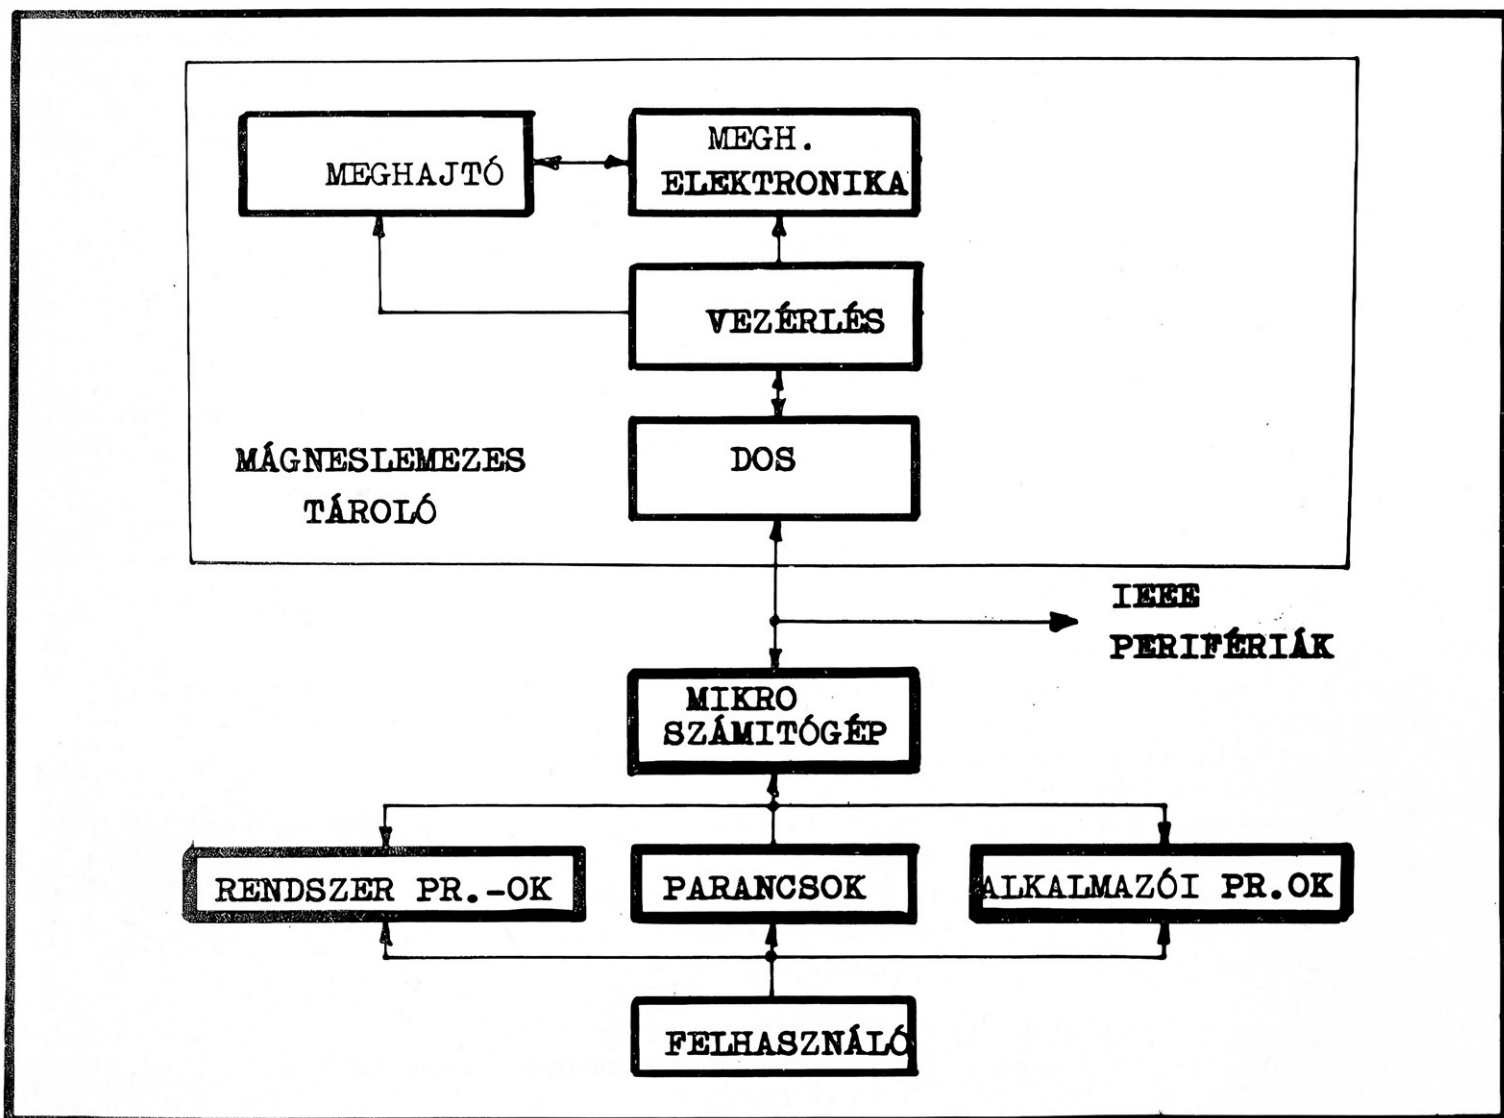 MEGHAJTÓ
MEGH.
ELEKTRONIKA
VEZÉRLÉS
MÁGNESLEMEZES
TÁROLÓ
DOS
IEEE
PERIFÉRIÁK
MIKRO
SZÁMITÓGÉP
RENDSZER PR.-OK
PARANCSOK
ALKALMAZÓI PR.OK
FELHASZNÁLÓ